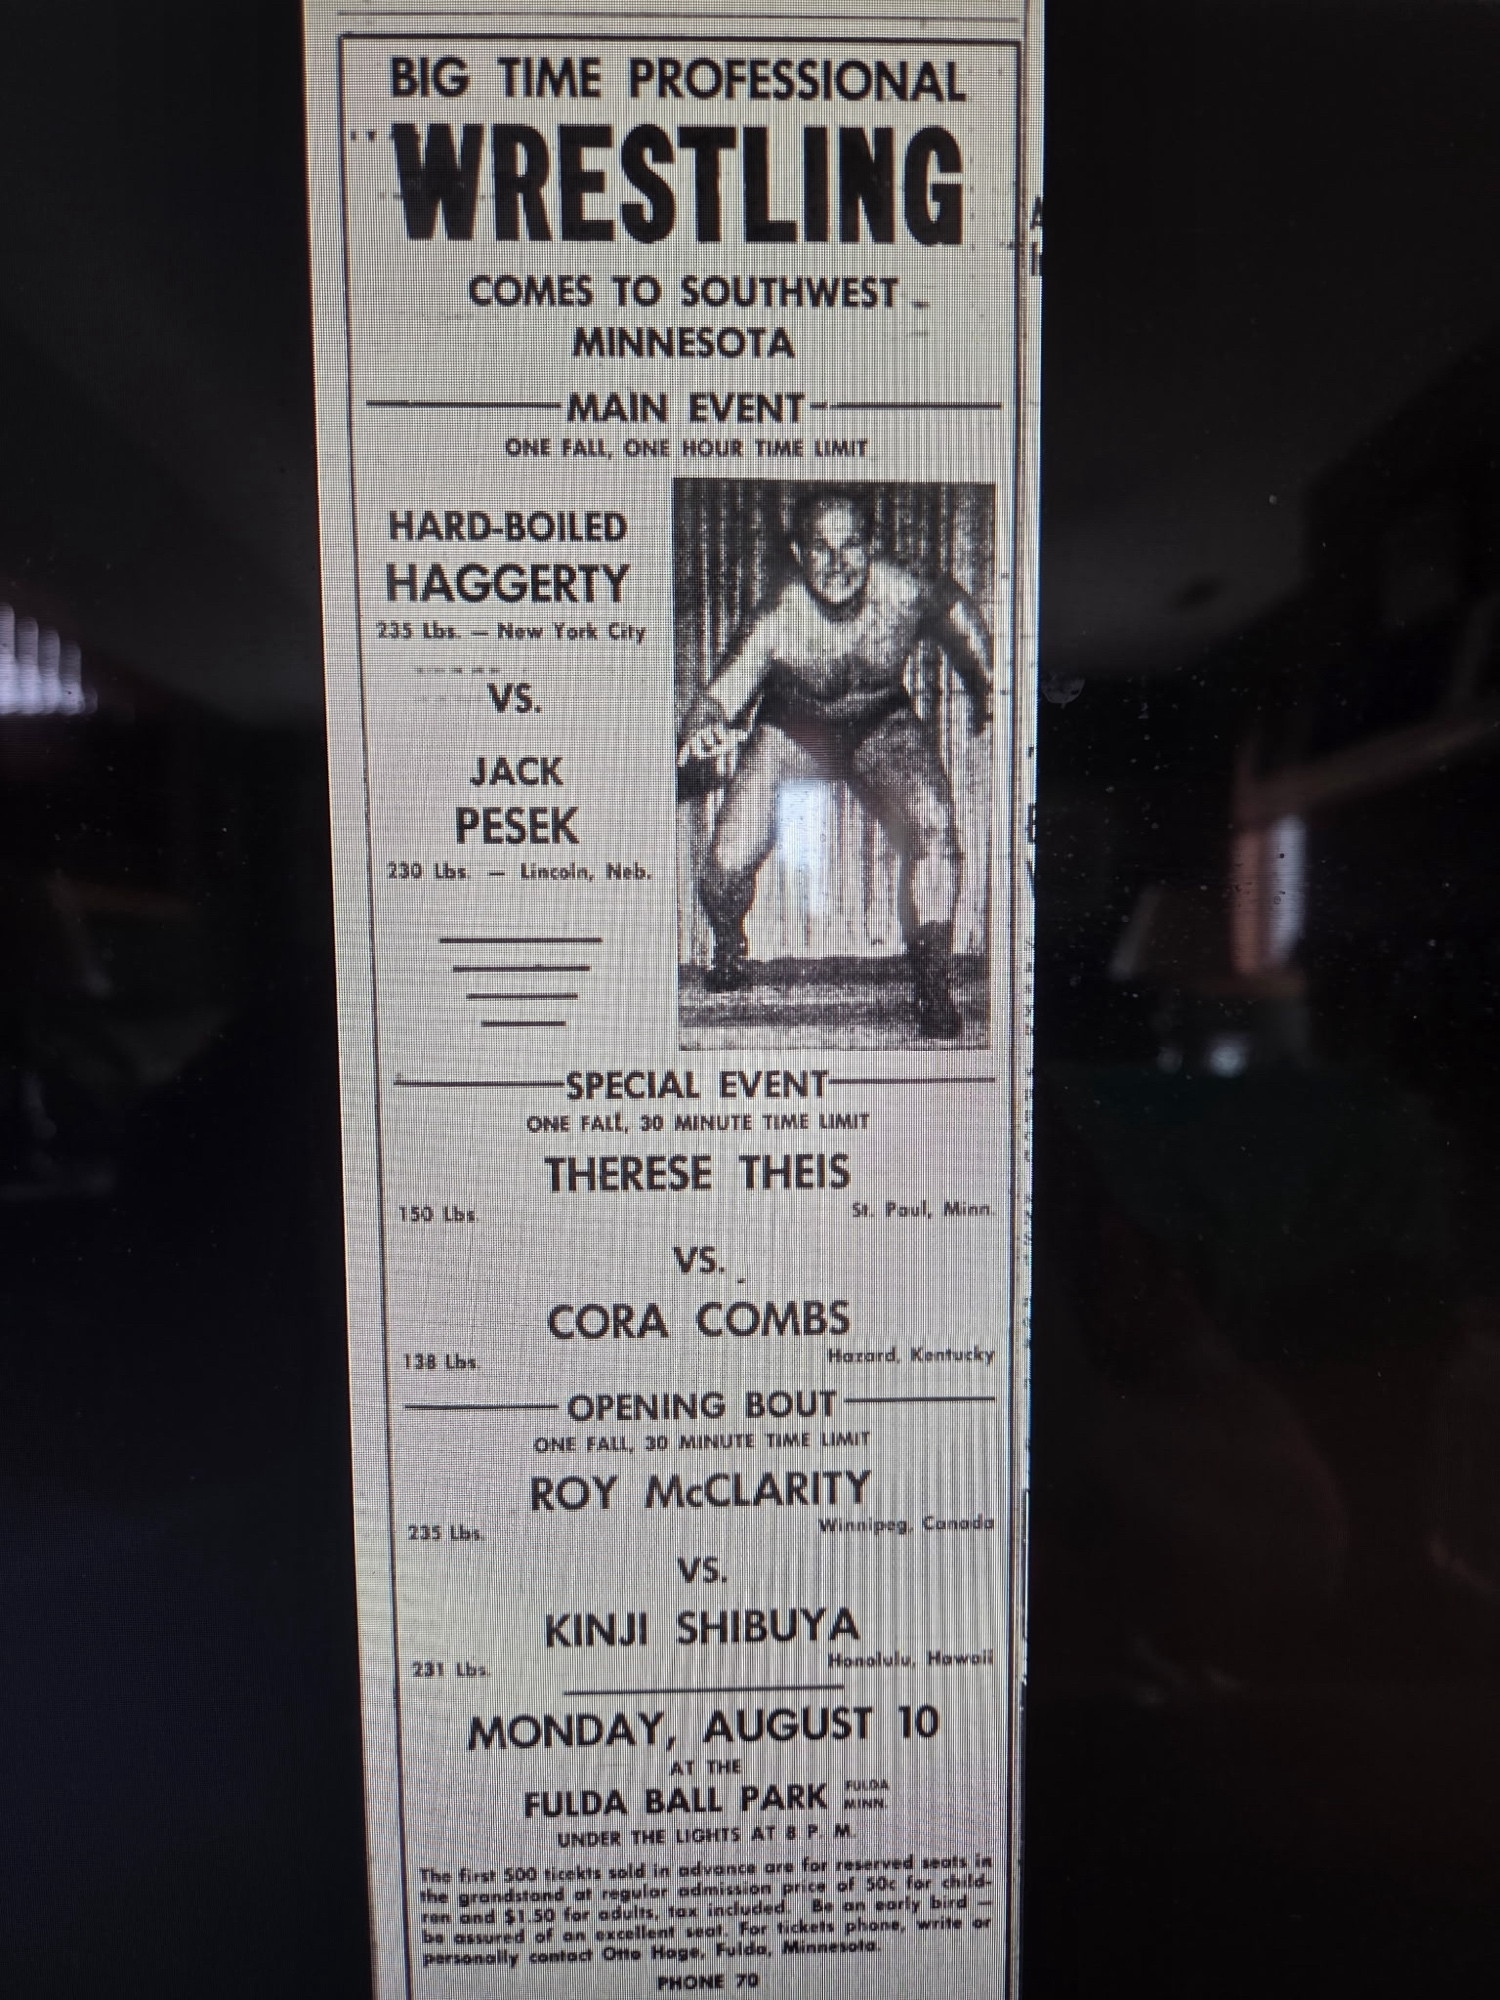 BIG TIME PROFESSIONAL
WRESTLING
COMES TO SOUTHWEST
MINNESOTA
MAIN EVENT
ONE FALL, ONE HOUR TIME LIMIT
HARD-BOILED
HAGGERTY
235 Lbs. — New York City
VS.
JACK
PESEK
230 Lbs. — Lincoln, Neb.
SPECIAL EVENT
ONE FALL, 30 MINUTE TIME LIMIT
THERESE THEIS
150 Lbs. St. Paul, Minn.
VS.
CORA COMBS
138 Lbs. Hazard, Kentucky
OPENING BOUT
ONE FALL, 30 MINUTE TIME LIMIT
ROY McCLARITY
235 Lbs. Winnipeg, Canada
VS.
KINJI SHIBUYA
231 Lbs. Honolulu, Hawaii
MONDAY, AUGUST 10
AT THE
FULDA BALL PARK FULDA MINN.
UNDER THE LIGHTS AT 8 P. M.
The first 500 ticekts sold in advance are for reserved seats in
the grandstand at regular admission price of 50c for child-
ren and $1.50 for adults, tax included. Be an early bird —
be assured of an excellent seat. For tickets phone, write or
personally contact Otto Hage, Fulda, Minnesota.
PHONE 70